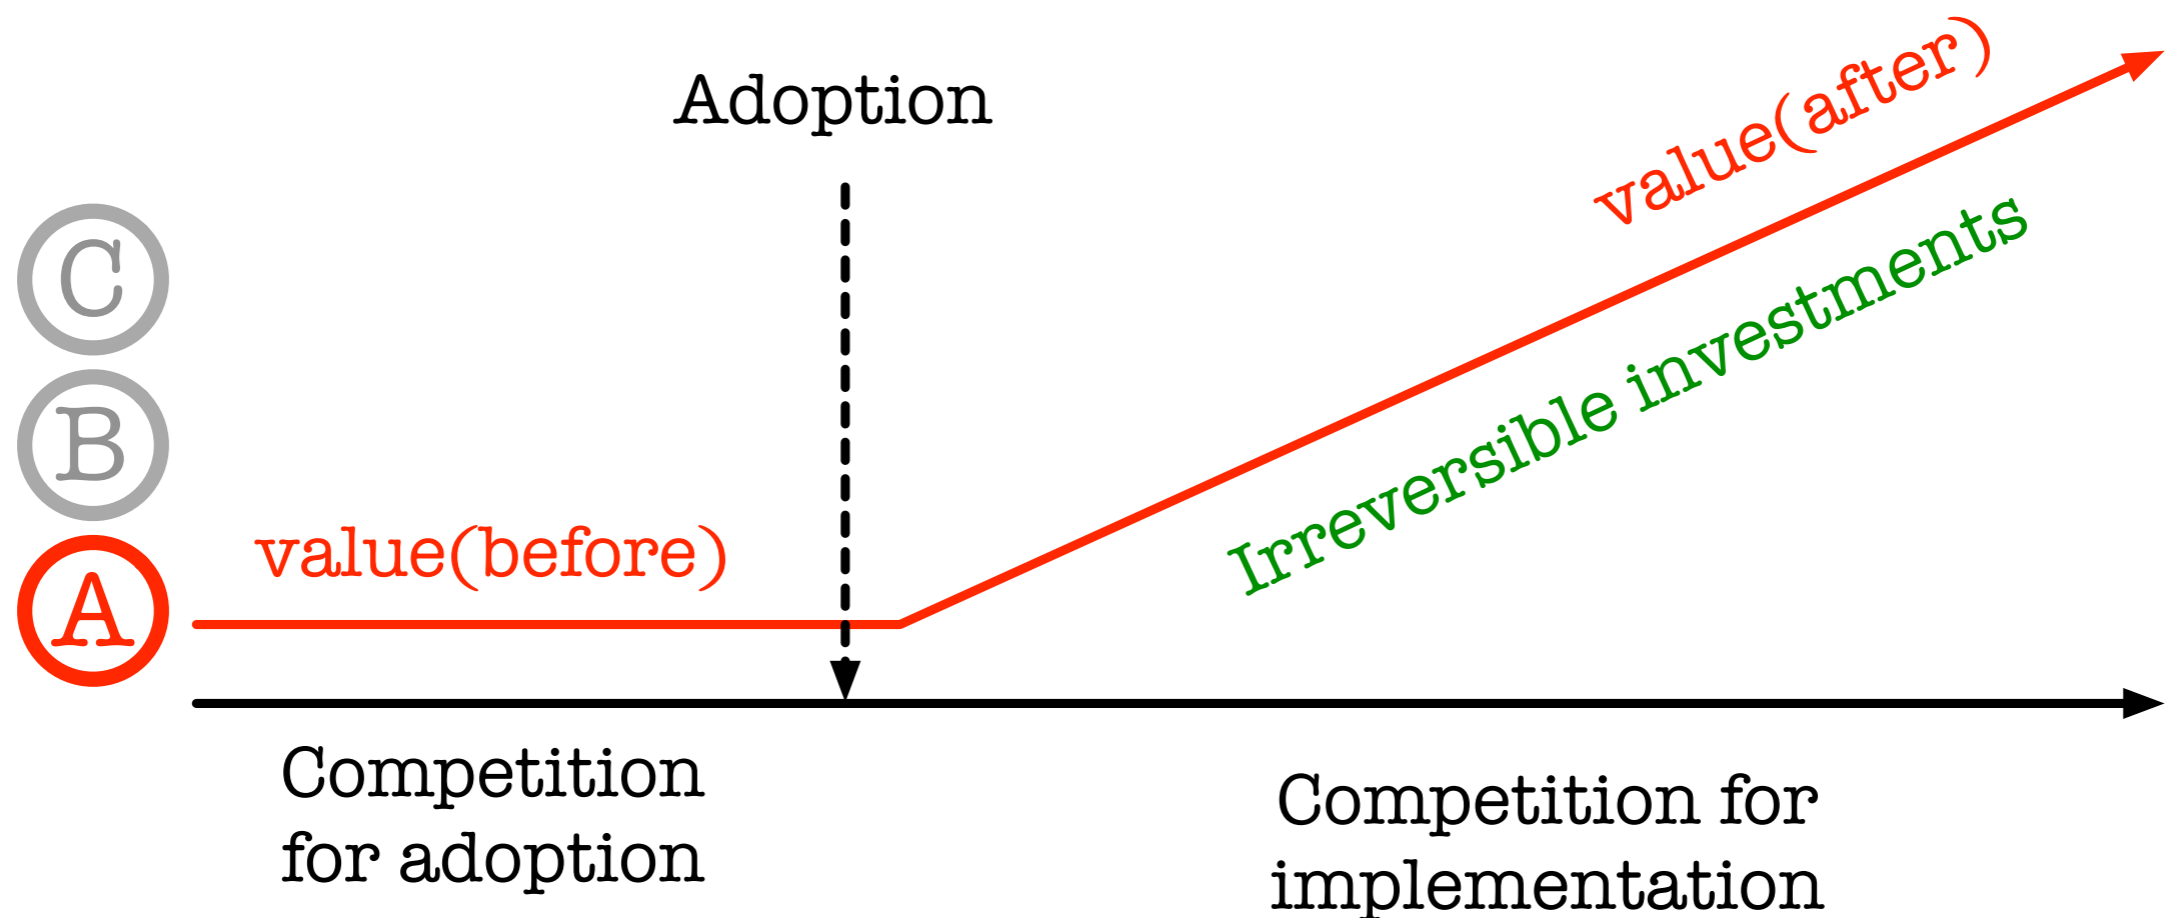 Adoption
value(after)
Irreversible investments
C
B
A
value(before)
Competition
for adoption
Competition for
implementation